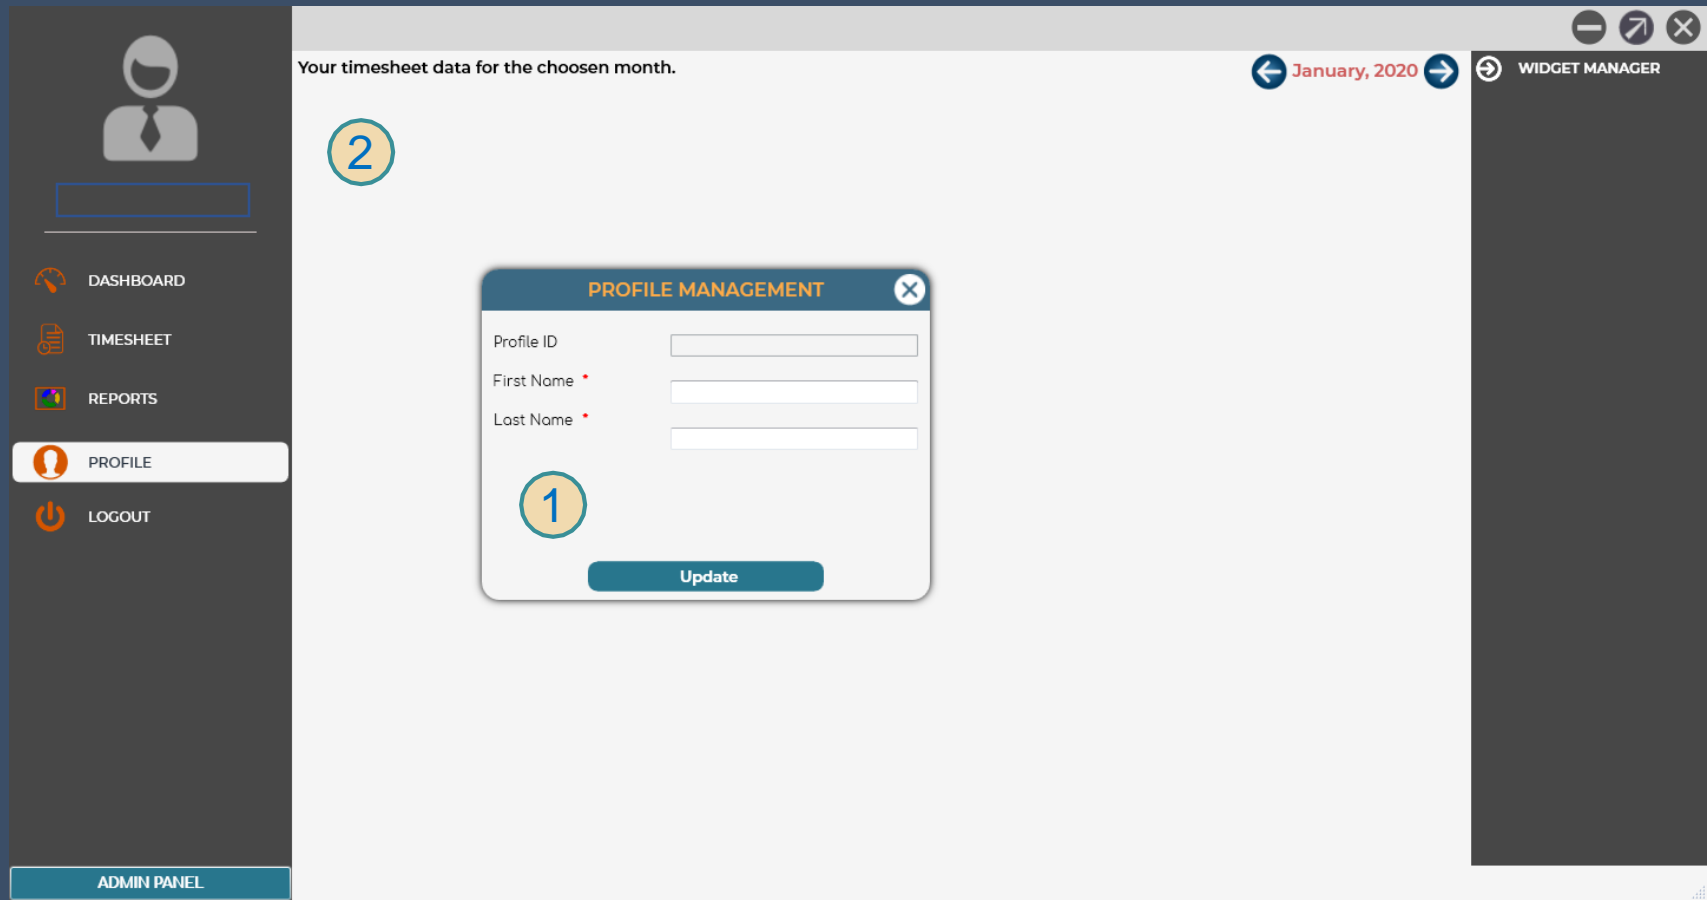 Your timesheet data for the choosen month.
January, 2020
WIDGET MANAGER
2
DASHBOARD
TIMESHEET
REPORTS
PROFILE
LOGOUT
PROFILE MANAGEMENT
Profile ID
First Name *
Last Name *
1
Update
ADMIN PANEL